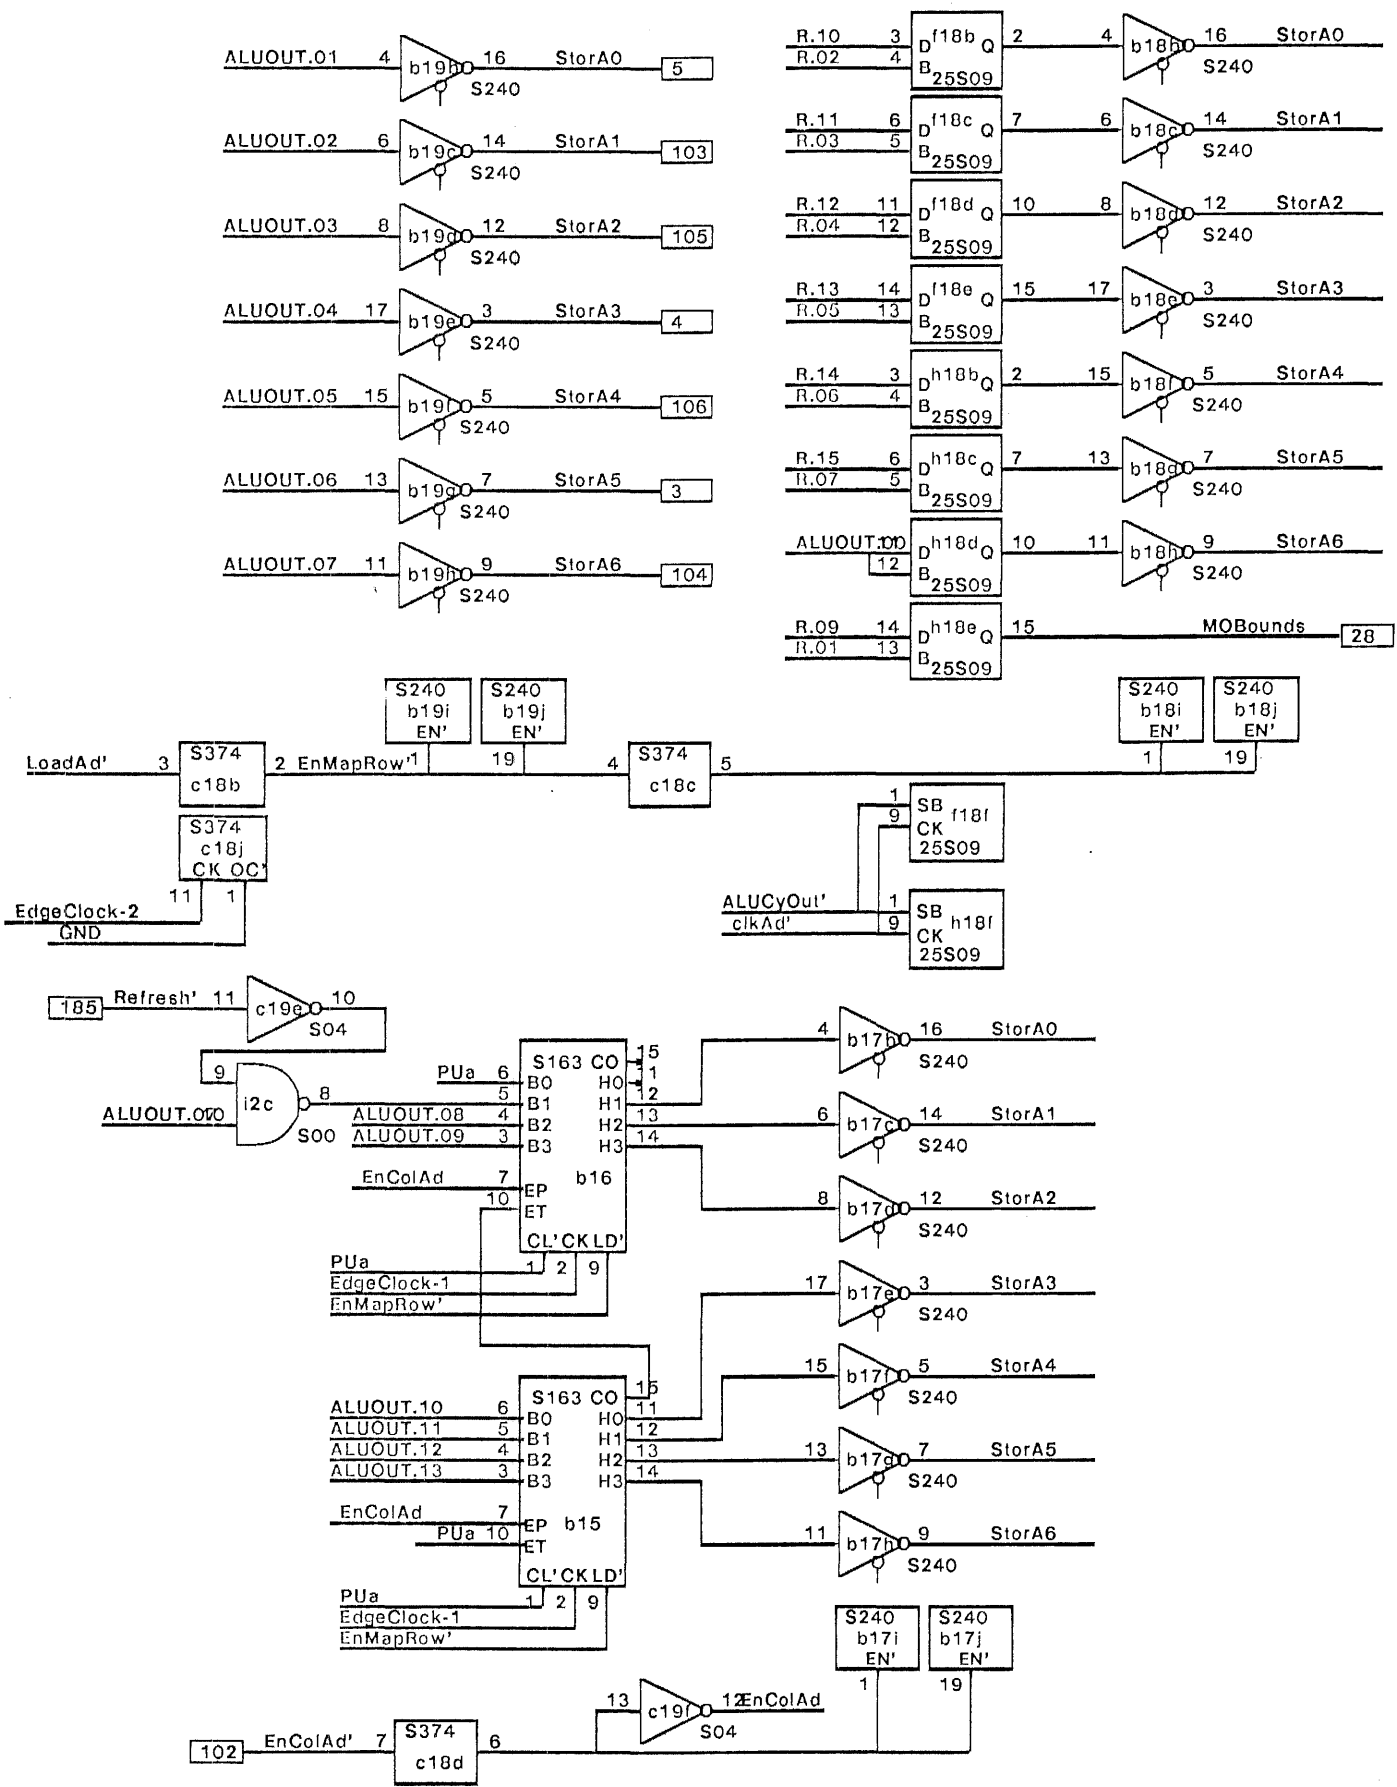 ALUOUT.01 4 b19b 16 StorA0 5
S240
ALUOUT.02 6 b19c 14 StorA1 103
S240
ALUOUT.03 8 b19d 12 StorA2 105
S240
ALUOUT.04 17 b19e 3 StorA3 4
S240
ALUOUT.05 15 b19f 5 StorA4 106
S240
ALUOUT.06 13 b19g 7 StorA5 3
S240
ALUOUT.07 11 b19h 9 StorA6 104
S240
R.10 3 D f18b Q 2 4 b18b 16 StorA0
R.02 4 B 25S09 S240
R.11 6 D f18c Q 7 6 b18c 14 StorA1
R.03 5 B 25S09 S240
R.12 11 D f18d Q 10 8 b18d 12 StorA2
R.04 12 B 25S09 S240
R.13 14 D f18e Q 15 17 b18e 3 StorA3
R.05 13 B 25S09 S240
R.14 3 D h18b Q 2 15 b18f 5 StorA4
R.06 4 B 25S09 S240
R.15 6 D h18c Q 7 13 b18g 7 StorA5
R.07 5 B 25S09 S240
ALUOUT.00 11 D h18d Q 10 11 b18h 9 StorA6
12 B 25S09 S240
R.09 14 D h18e Q 15 MOBounds 28
R.01 13 B 25S09
S240 S240 S240 S240
b19i b19j b18i b18j
EN' EN' EN' EN'
LoadAd' 3 S374 2 EnMapRow' 1 19 4 S374 5 1 19
c18b c18c
S374
c18j
CK OC'
11 1
EdgeClock-2
GND
1 SB f18f
9 CK
25S09
ALUCyOut' 1 SB h18f
clkAd' 9 CK
25S09
185 Refresh' 11 c19e 10
S04
9 i2c 8
ALUOUT.00
S00
PUa 6 B0
5 B1
ALUOUT.08 4 B2
ALUOUT.09 3 B3
EnColAd 7 EP
10 ET
S163 CO 15
H0 11
H1 12
H2 13
H3 14
b16
CL' CK LD'
PUa 1 2 9
EdgeClock-1
EnMapRow'
4 b17b 16 StorA0
S240
6 b17c 14 StorA1
S240
8 b17d 12 StorA2
S240
17 b17e 3 StorA3
S240
15 b17f 5 StorA4
S240
13 b17g 7 StorA5
S240
11 b17h 9 StorA6
S240
S163 CO 15
ALUOUT.10 6 B0 H0 11
ALUOUT.11 5 B1 H1 12
ALUOUT.12 4 B2 H2 13
ALUOUT.13 3 B3 H3 14
EnColAd 7 EP b15
PUa 10 ET
CL' CK LD'
PUa 1 2 9
EdgeClock-1
EnMapRow'
S240 S240
b17i b17j
EN' EN'
1 19
13 c19f 12 EnColAd
S04
102 EnColAd' 7 S374 6
c18d